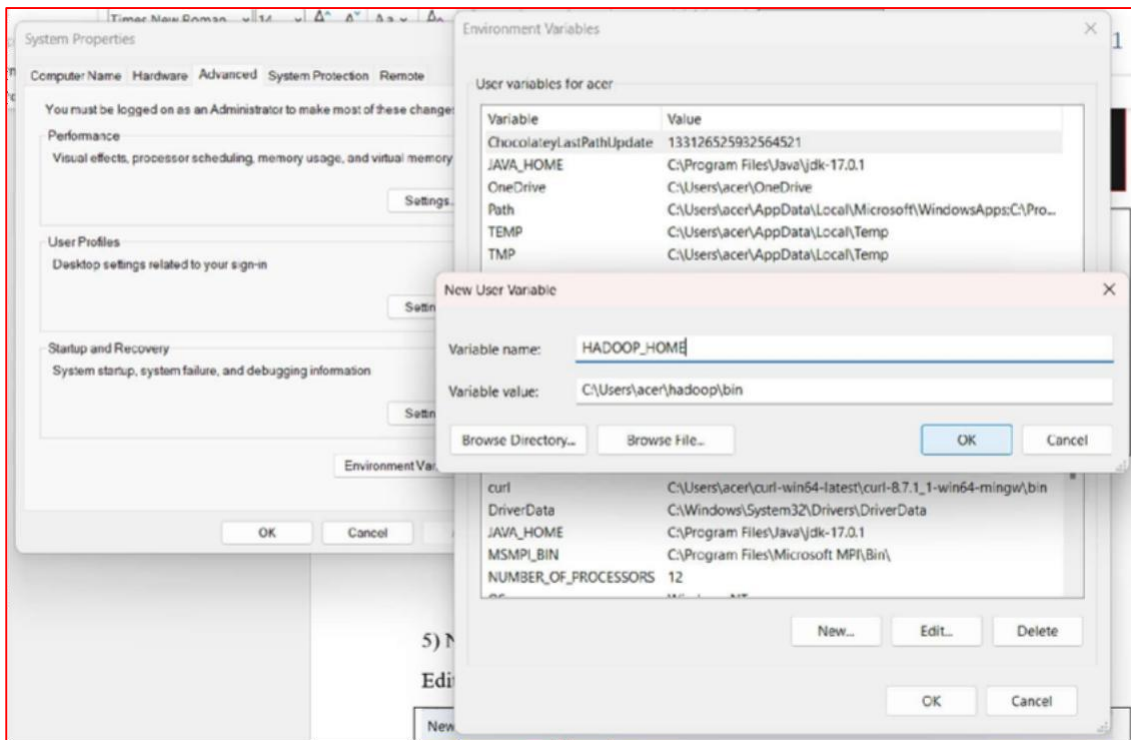 Times New Roman 14
System Properties
Computer Name Hardware Advanced System Protection Remote
You must be logged on as an Administrator to make most of these change
Performance
Visual effects, processor scheduling, memory usage, and virtual memory
Settings..
User Profiles
Desktop settings related to your sign-in
Settin
Startup and Recovery
System startup, system failure, and debugging information
Settin
Environment Va
OK Cancel
Environment Variables
1
User variables for acer
Variable Value
ChocolateyLastPathUpdate 133126525932564521
JAVA_HOME C:\Program Files\Java\jdk-17.0.1
OneDrive C:\Users\acer\OneDrive
Path C:\Users\acer\AppData\Local\Microsoft\WindowsApps;C:\Pro...
TEMP C:\Users\acer\AppData\Local\Temp
TMP C:\Users\acer\AppData\Local\Temp
New User Variable
Variable name: HADOOP_HOME
Variable value: C:\Users\acer\hadoop\bin
Browse Directory... Browse File... OK Cancel
curl C:\Users\acer\curl-win64-latest\curl-8.7.1_1-win64-mingw\bin
DriverData C:\Windows\System32\Drivers\DriverData
JAVA_HOME C:\Program Files\Java\jdk-17.0.1
MSMPI_BIN C:\Program Files\Microsoft MPI\Bin\
NUMBER_OF_PROCESSORS 12
New... Edit... Delete
OK Cancel
5) N
Edi
New